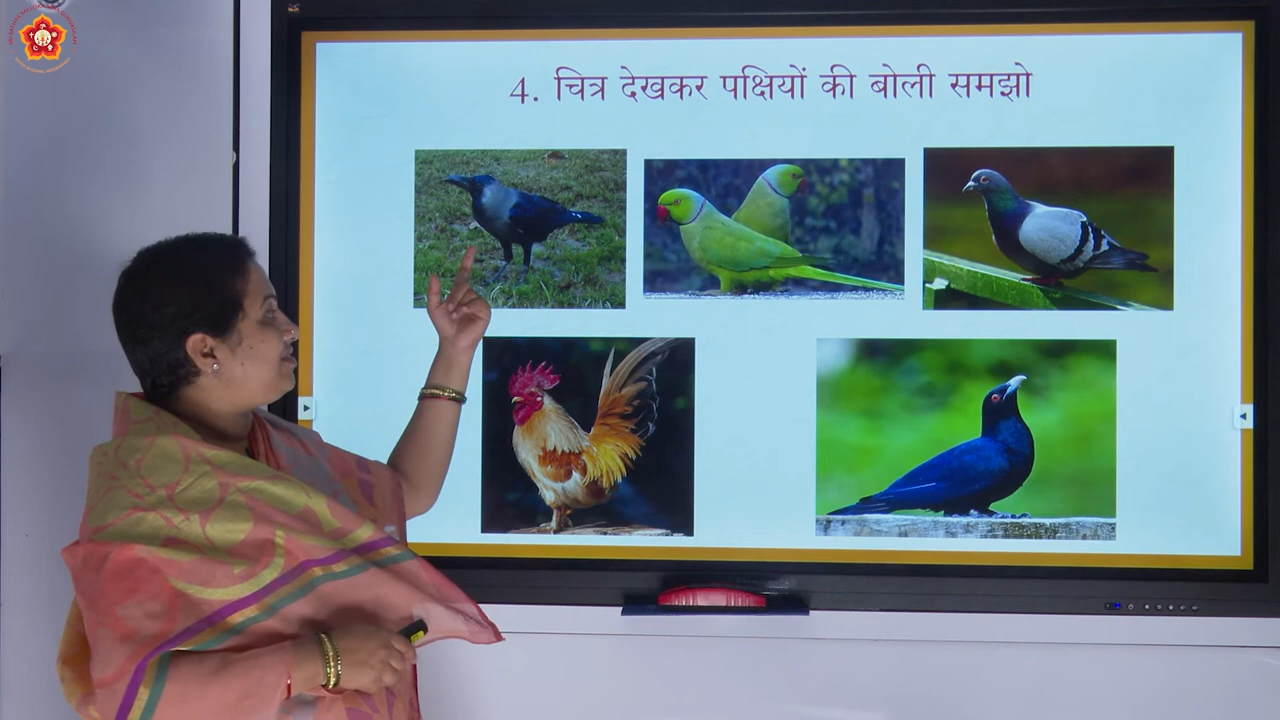 4. चित्र देखकर पक्षियों की बोली समझो